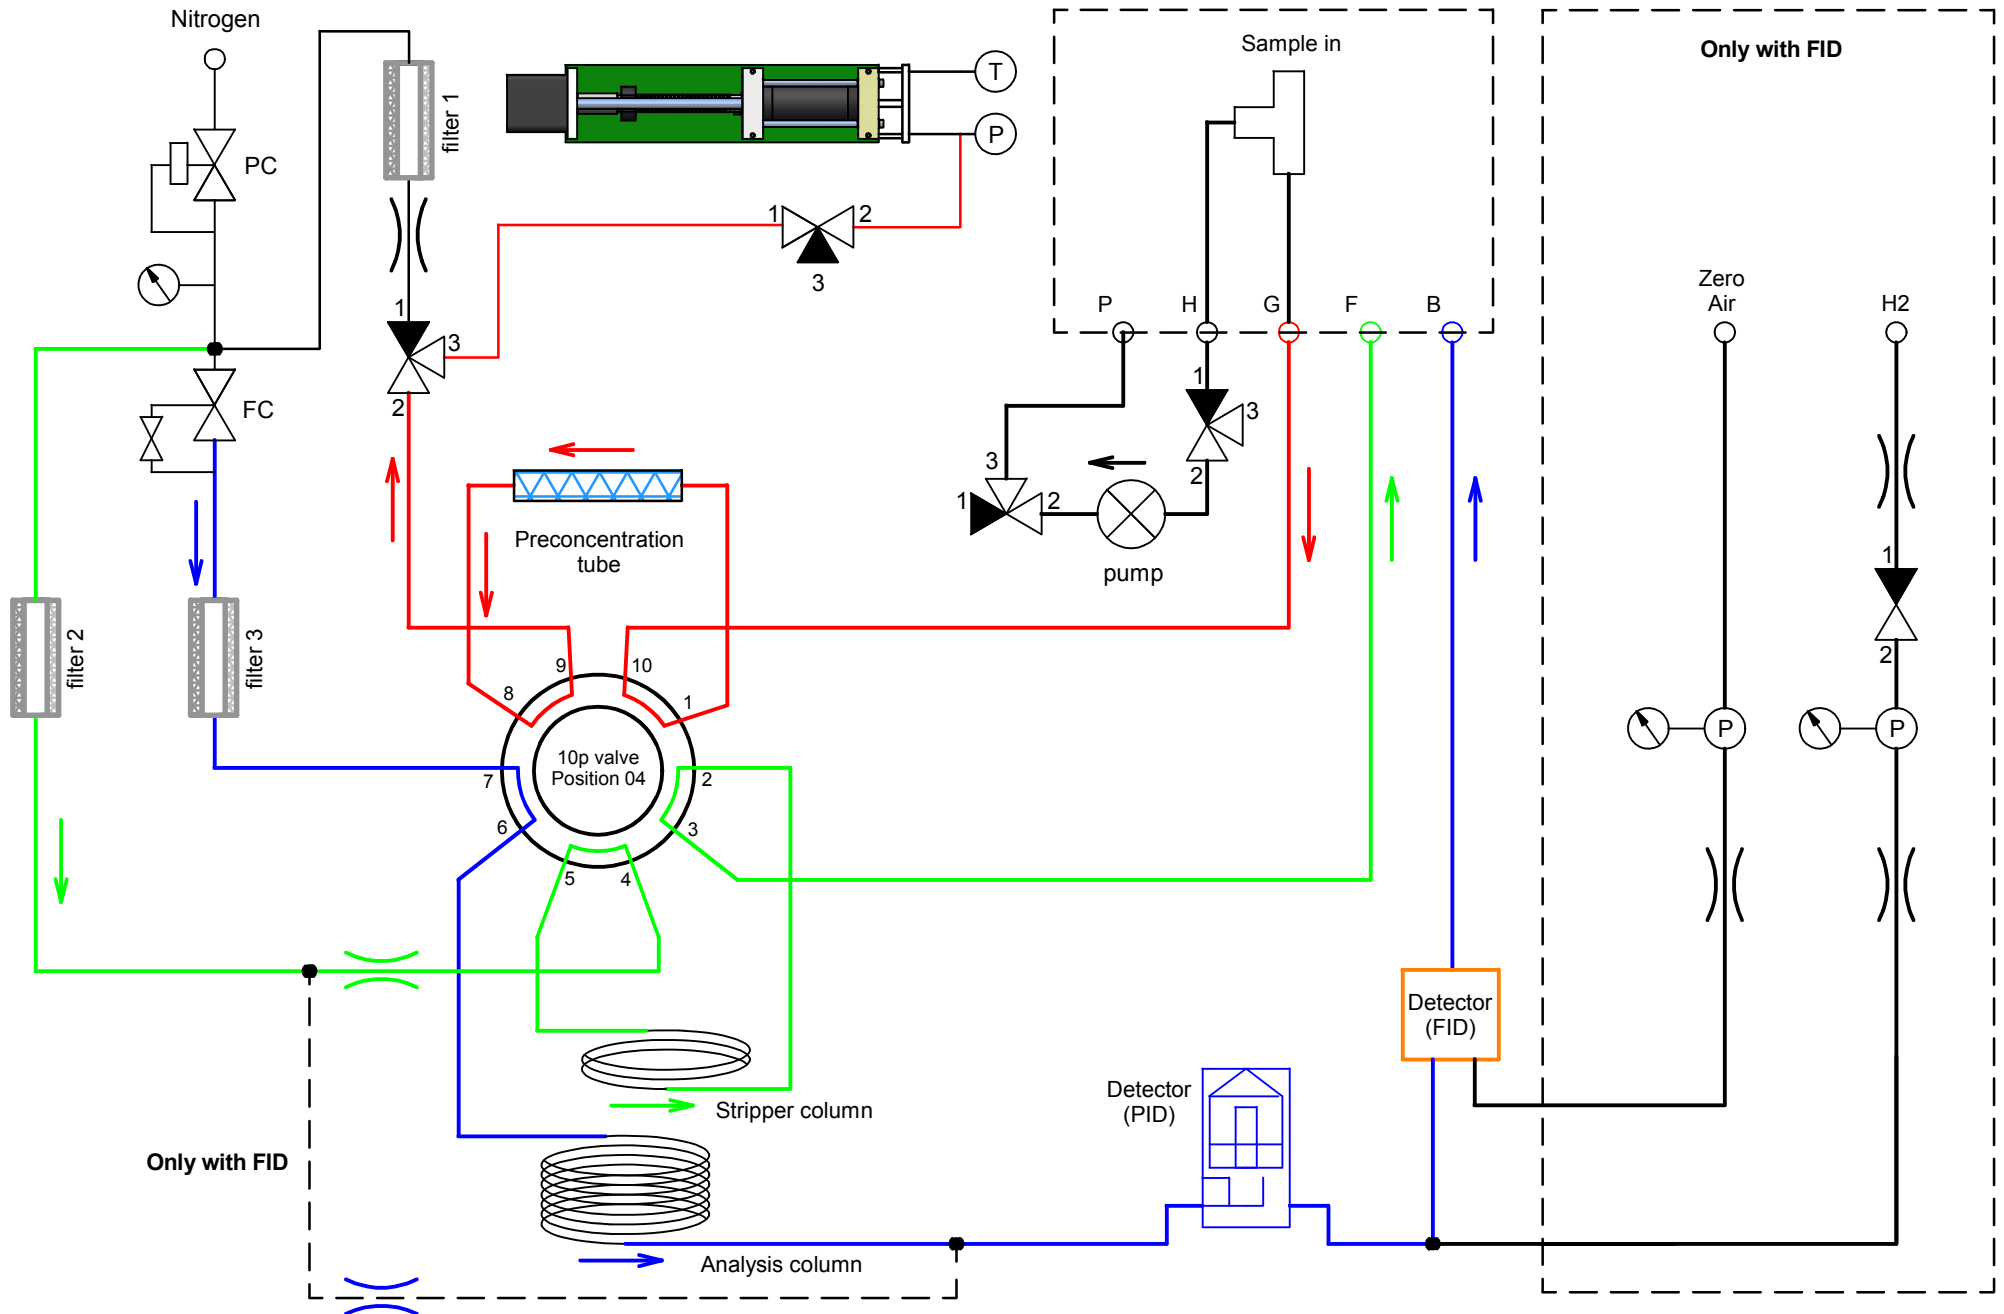 Nitrogen
PC
FC
filter 1
filter 2
filter 3
1
3
2
T
P
1
2
3
Sample in
P
H
G
F
B
1
3
2
3
1
2
pump
Only with FID
Zero
Air
H2
1
2
P
P
Preconcentration
tube
9
10
8
1
7
2
6
3
5
4
10p valve
Position 04
Stripper column
Analysis column
Only with FID
Detector
(PID)
Detector
(FID)